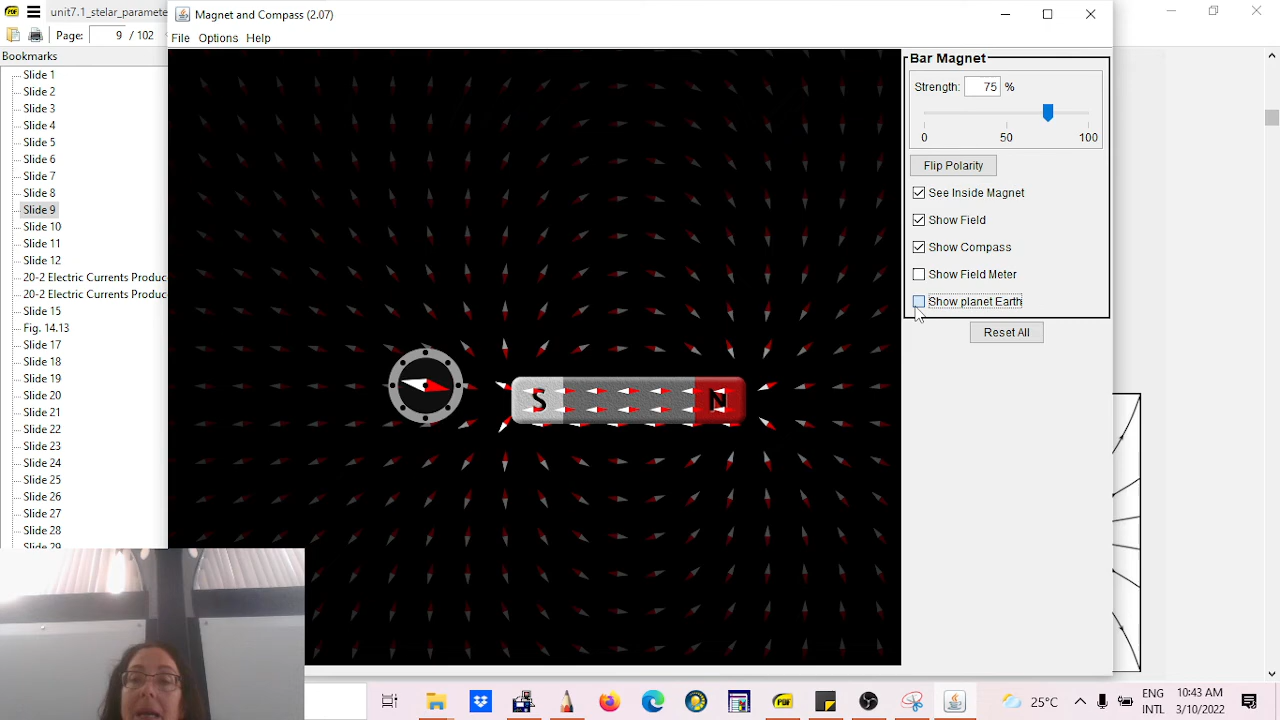 unit7.1_stelar_paramete
Magnet and Compass (2.07)
File Options Help
Page: 9 / 102
Bookmarks
Slide 1
Slide 2
Slide 3
Slide 4
Slide 5
Slide 6
Slide 7
Slide 8
Slide 9
Slide 10
Slide 11
Slide 12
20-2 Electric Currents Produc
20-2 Electric Currents Produc
Slide 15
Fig. 14.13
Slide 17
Slide 18
Slide 19
Slide 20
Slide 21
Slide 22
Slide 23
Slide 24
Slide 25
Slide 26
Slide 27
Slide 28
Slide 29
S N
Bar Magnet
Strength: 75 %
0 50 100
Flip Polarity
See Inside Magnet
Show Field
Show Compass
Show Field Meter
Show planet Earth
Reset All
25°C
ENG
INTL
10:43 AM
3/10/2022